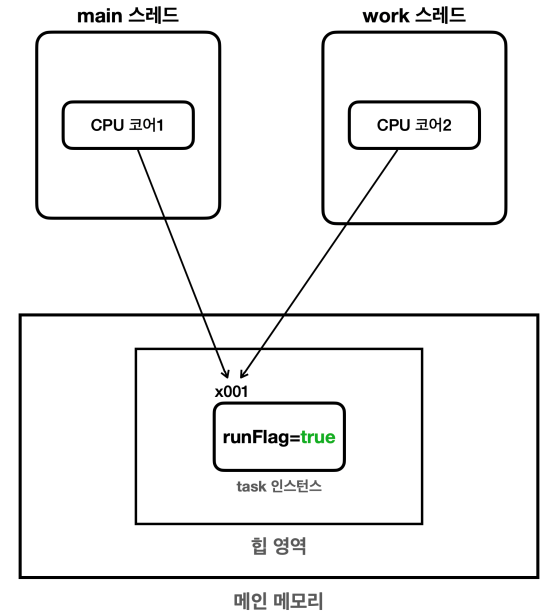 main 스레드
work 스레드
CPU 코어1
CPU 코어2
x001
runFlag=true
task 인스턴스
힙 영역
메인 메모리